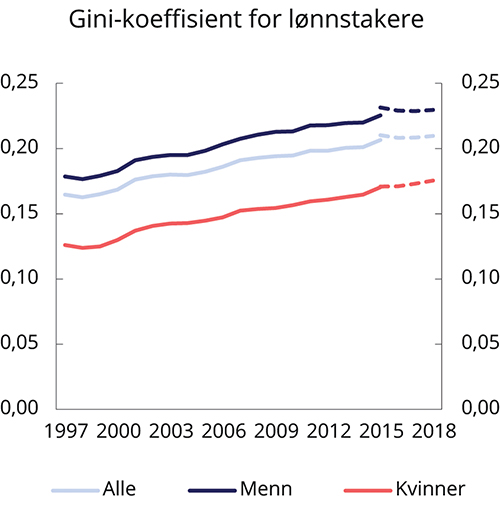 Gini-koeffisient for lønnstakere
0,25 0,25
0,20 0,20
0,15 0,15
0,10 0,10
0,05 0,05
0,00 0,00
1997 2000 2003 2006 2009 2012 2015 2018
Alle Menn Kvinner